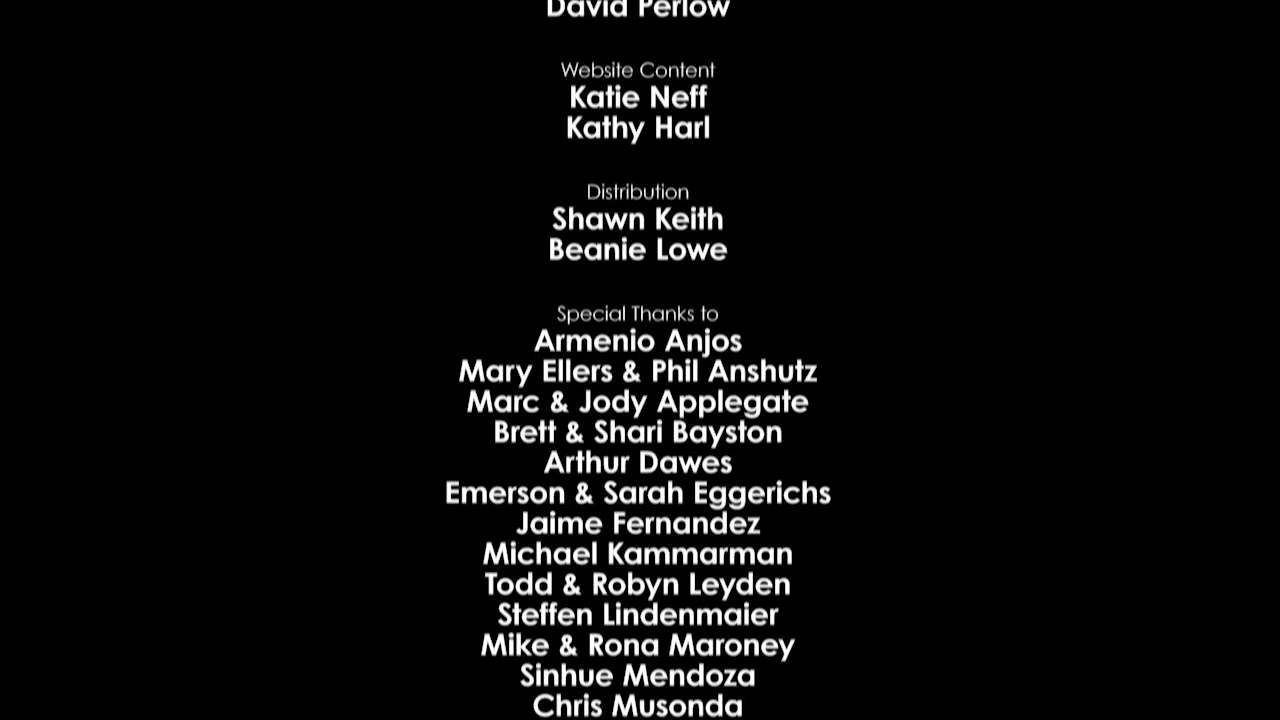 David Perlow
Website Content
Katie Neff
Kathy Harl
Distribution
Shawn Keith
Beanie Lowe
Special Thanks to
Armenio Anjos
Mary Ellers & Phil Anshutz
Marc & Jody Applegate
Brett & Shari Bayston
Arthur Dawes
Emerson & Sarah Eggerichs
Jaime Fernandez
Michael Kammarman
Todd & Robyn Leyden
Steffen Lindenmaier
Mike & Rona Maroney
Sinhue Mendoza
Chris Musonda